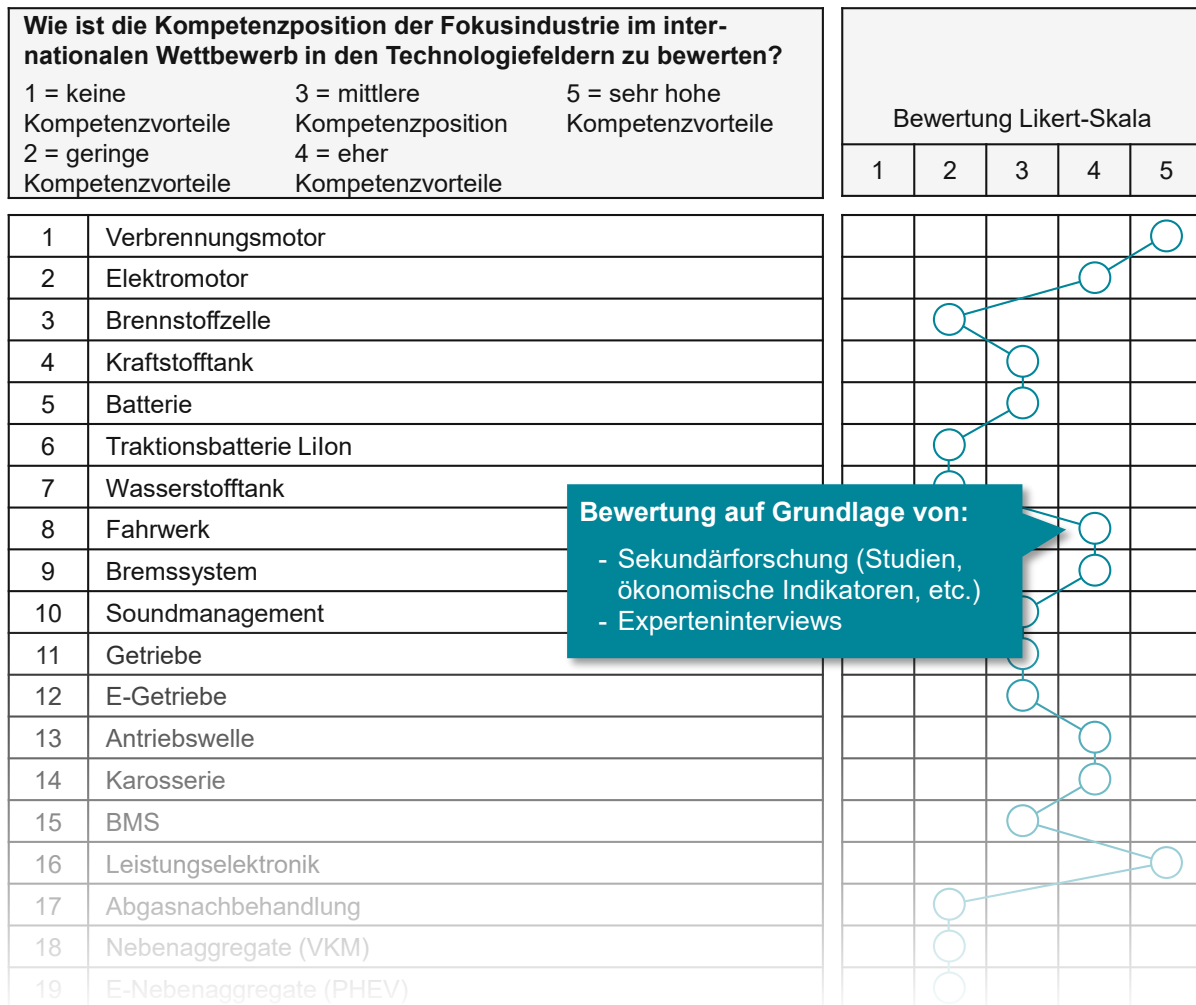 Wie ist die Kompetenzposition der Fokusindustrie im inter-
nationalen Wettbewerb in den Technologiefeldern zu bewerten?
1 = keine
Kompetenzvorteile
2 = geringe
Kompetenzvorteile
3 = mittlere
Kompetenzposition
4 = eher
Kompetenzvorteile
5 = sehr hohe
Kompetenzvorteile
Bewertung Likert-Skala
1 2 3 4 5
1 Verbrennungsmotor
2 Elektromotor
3 Brennstoffzelle
4 Kraftstofftank
5 Batterie
6 Traktionsbatterie LiIon
7 Wasserstofftank
8 Fahrwerk
9 Bremssystem
10 Soundmanagement
11 Getriebe
12 E-Getriebe
13 Antriebswelle
14 Karosserie
15 BMS
16 Leistungselektronik
17 Abgasnachbehandlung
18 Nebenaggregate (VKM)
19 E-Nebenaggregate (PHEV)
Bewertung auf Grundlage von:
- Sekundärforschung (Studien,
ökonomische Indikatoren, etc.)
- Experteninterviews